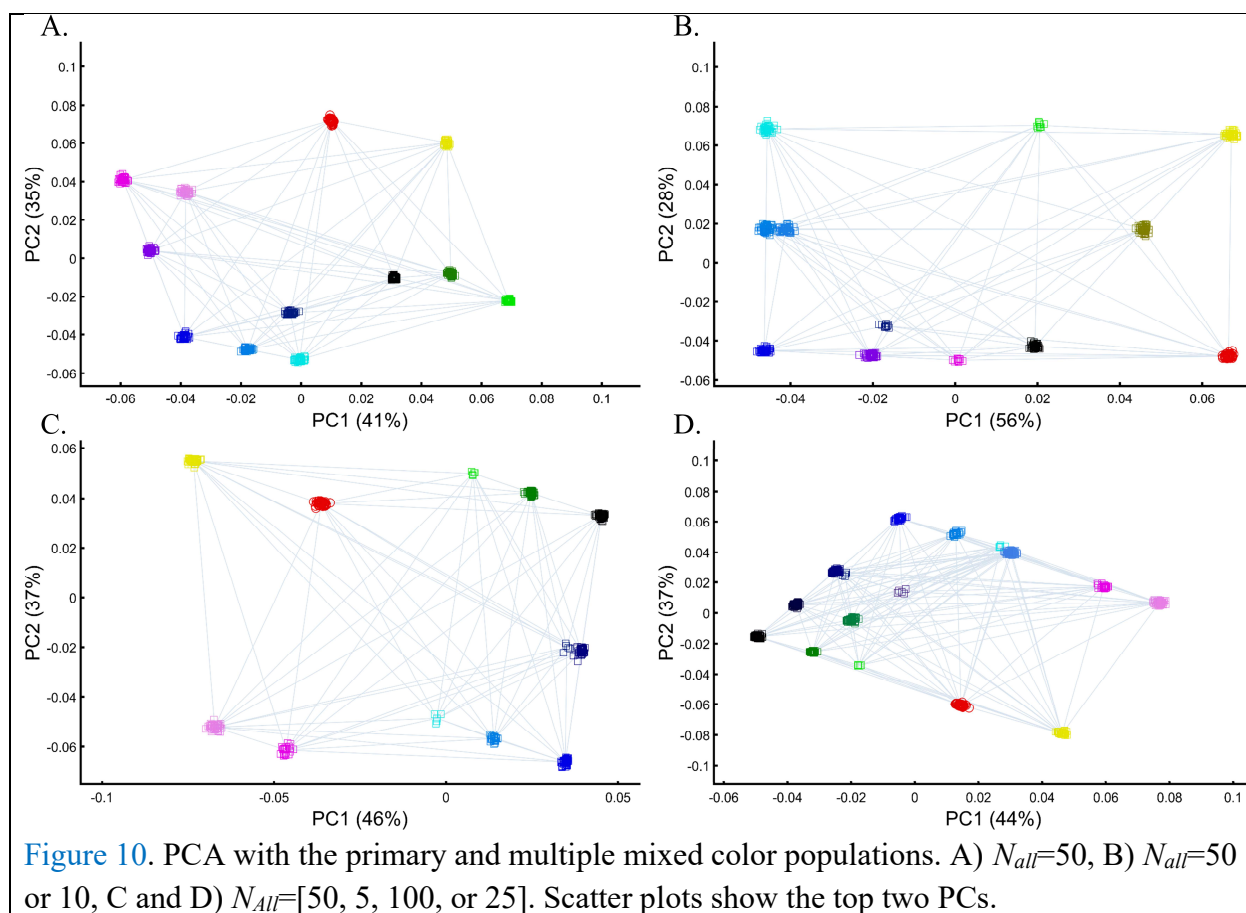 A.
0.1
0.08
0.06
0.04
0.02
0
-0.02
-0.04
-0.06
PC2 (35%)
-0.06 -0.04 -0.02 0 0.02 0.04 0.06 0.08 0.1
PC1 (41%)
B.
0.1
0.08
0.06
0.04
0.02
0
-0.02
-0.04
-0.06
PC2 (28%)
-0.04 -0.02 0 0.02 0.04 0.06
PC1 (56%)
C.
0.06
0.04
0.02
0
-0.02
-0.04
-0.06
PC2 (37%)
-0.1 -0.05 0 0.05
PC1 (46%)
D.
0.1
0.08
0.06
0.04
0.02
0
-0.02
-0.04
-0.06
-0.08
-0.1
PC2 (37%)
-0.06 -0.04 -0.02 0 0.02 0.04 0.06 0.08 0.1
PC1 (44%)
Figure 10. PCA with the primary and multiple mixed color populations. A) Nall=50, B) Nall=50
or 10, C and D) NAll=[50, 5, 100, or 25]. Scatter plots show the top two PCs.